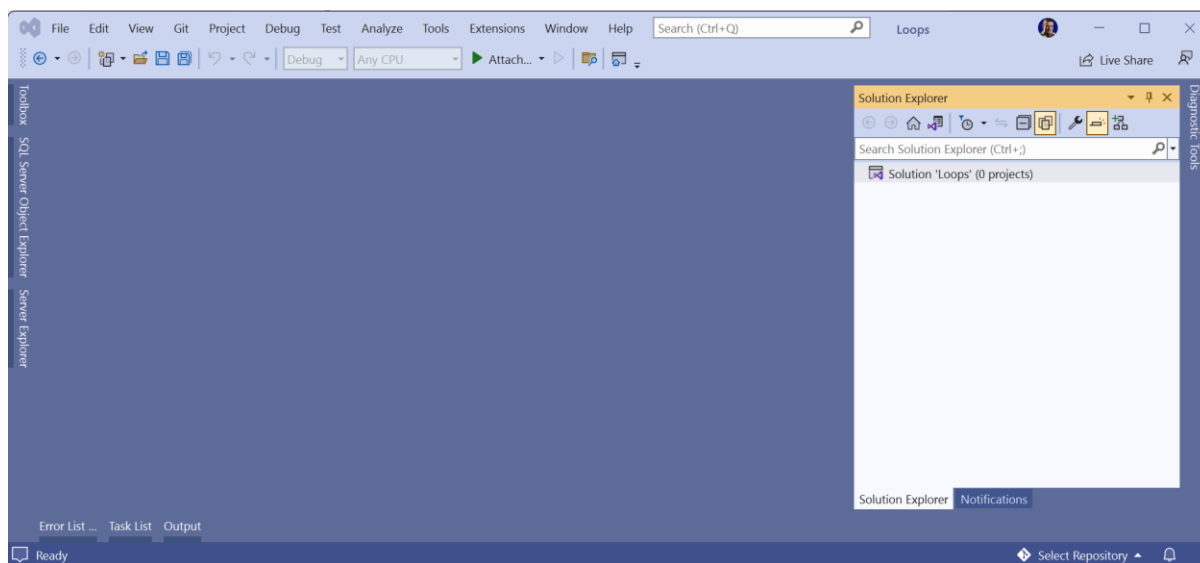 File Edit View Git Project Debug Test Analyze Tools Extensions Window Help Search (Ctrl+Q) Loops
Debug Any CPU Attach... Live Share
Toolbox
SQL Server Object Explorer
Server Explorer
Solution Explorer
Search Solution Explorer (Ctrl+;)
Solution 'Loops' (0 projects)
Solution Explorer Notifications
Diagnostic Tools
Error List ... Task List Output
Ready Select Repository